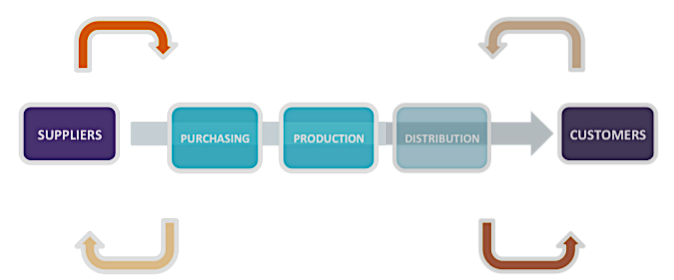 SUPPLIERS
PURCHASING
PRODUCTION
DISTRIBUTION
CUSTOMERS